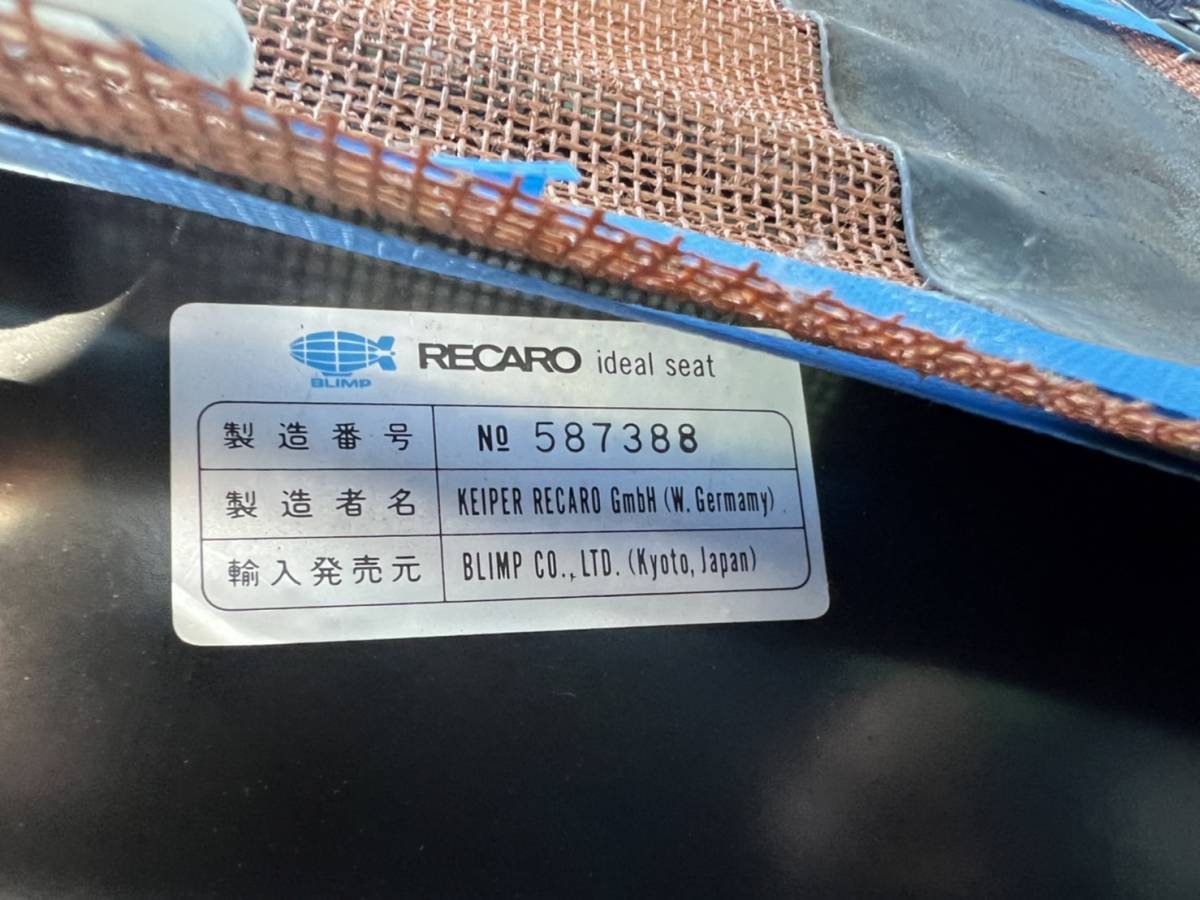 BLIMP
RECARO ideal seat
製造番号 No 587388
製造者名 KEIPER RECARO GmbH (W. Germamy)
輸入発売元 BLIMP CO., LTD. (Kyoto, Japan)